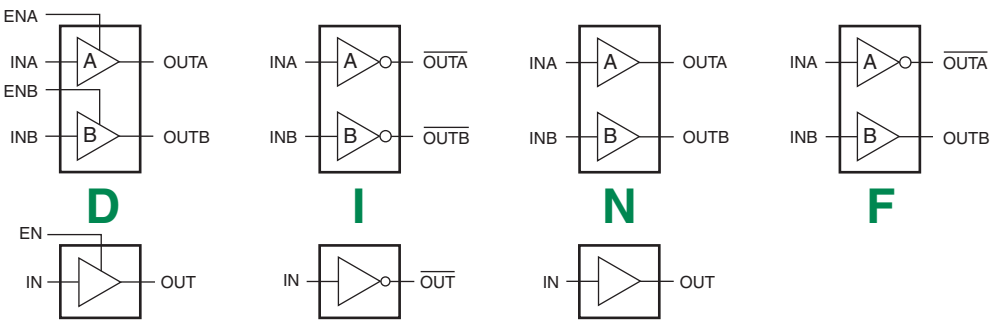 ENA
INA A OUTA
ENB
INB B OUTB
D
INA A OUTA
INB B OUTB
I
INA A OUTA
INB B OUTB
N
INA A OUTA
INB B OUTB
F
EN
IN OUT
IN OUT
IN OUT